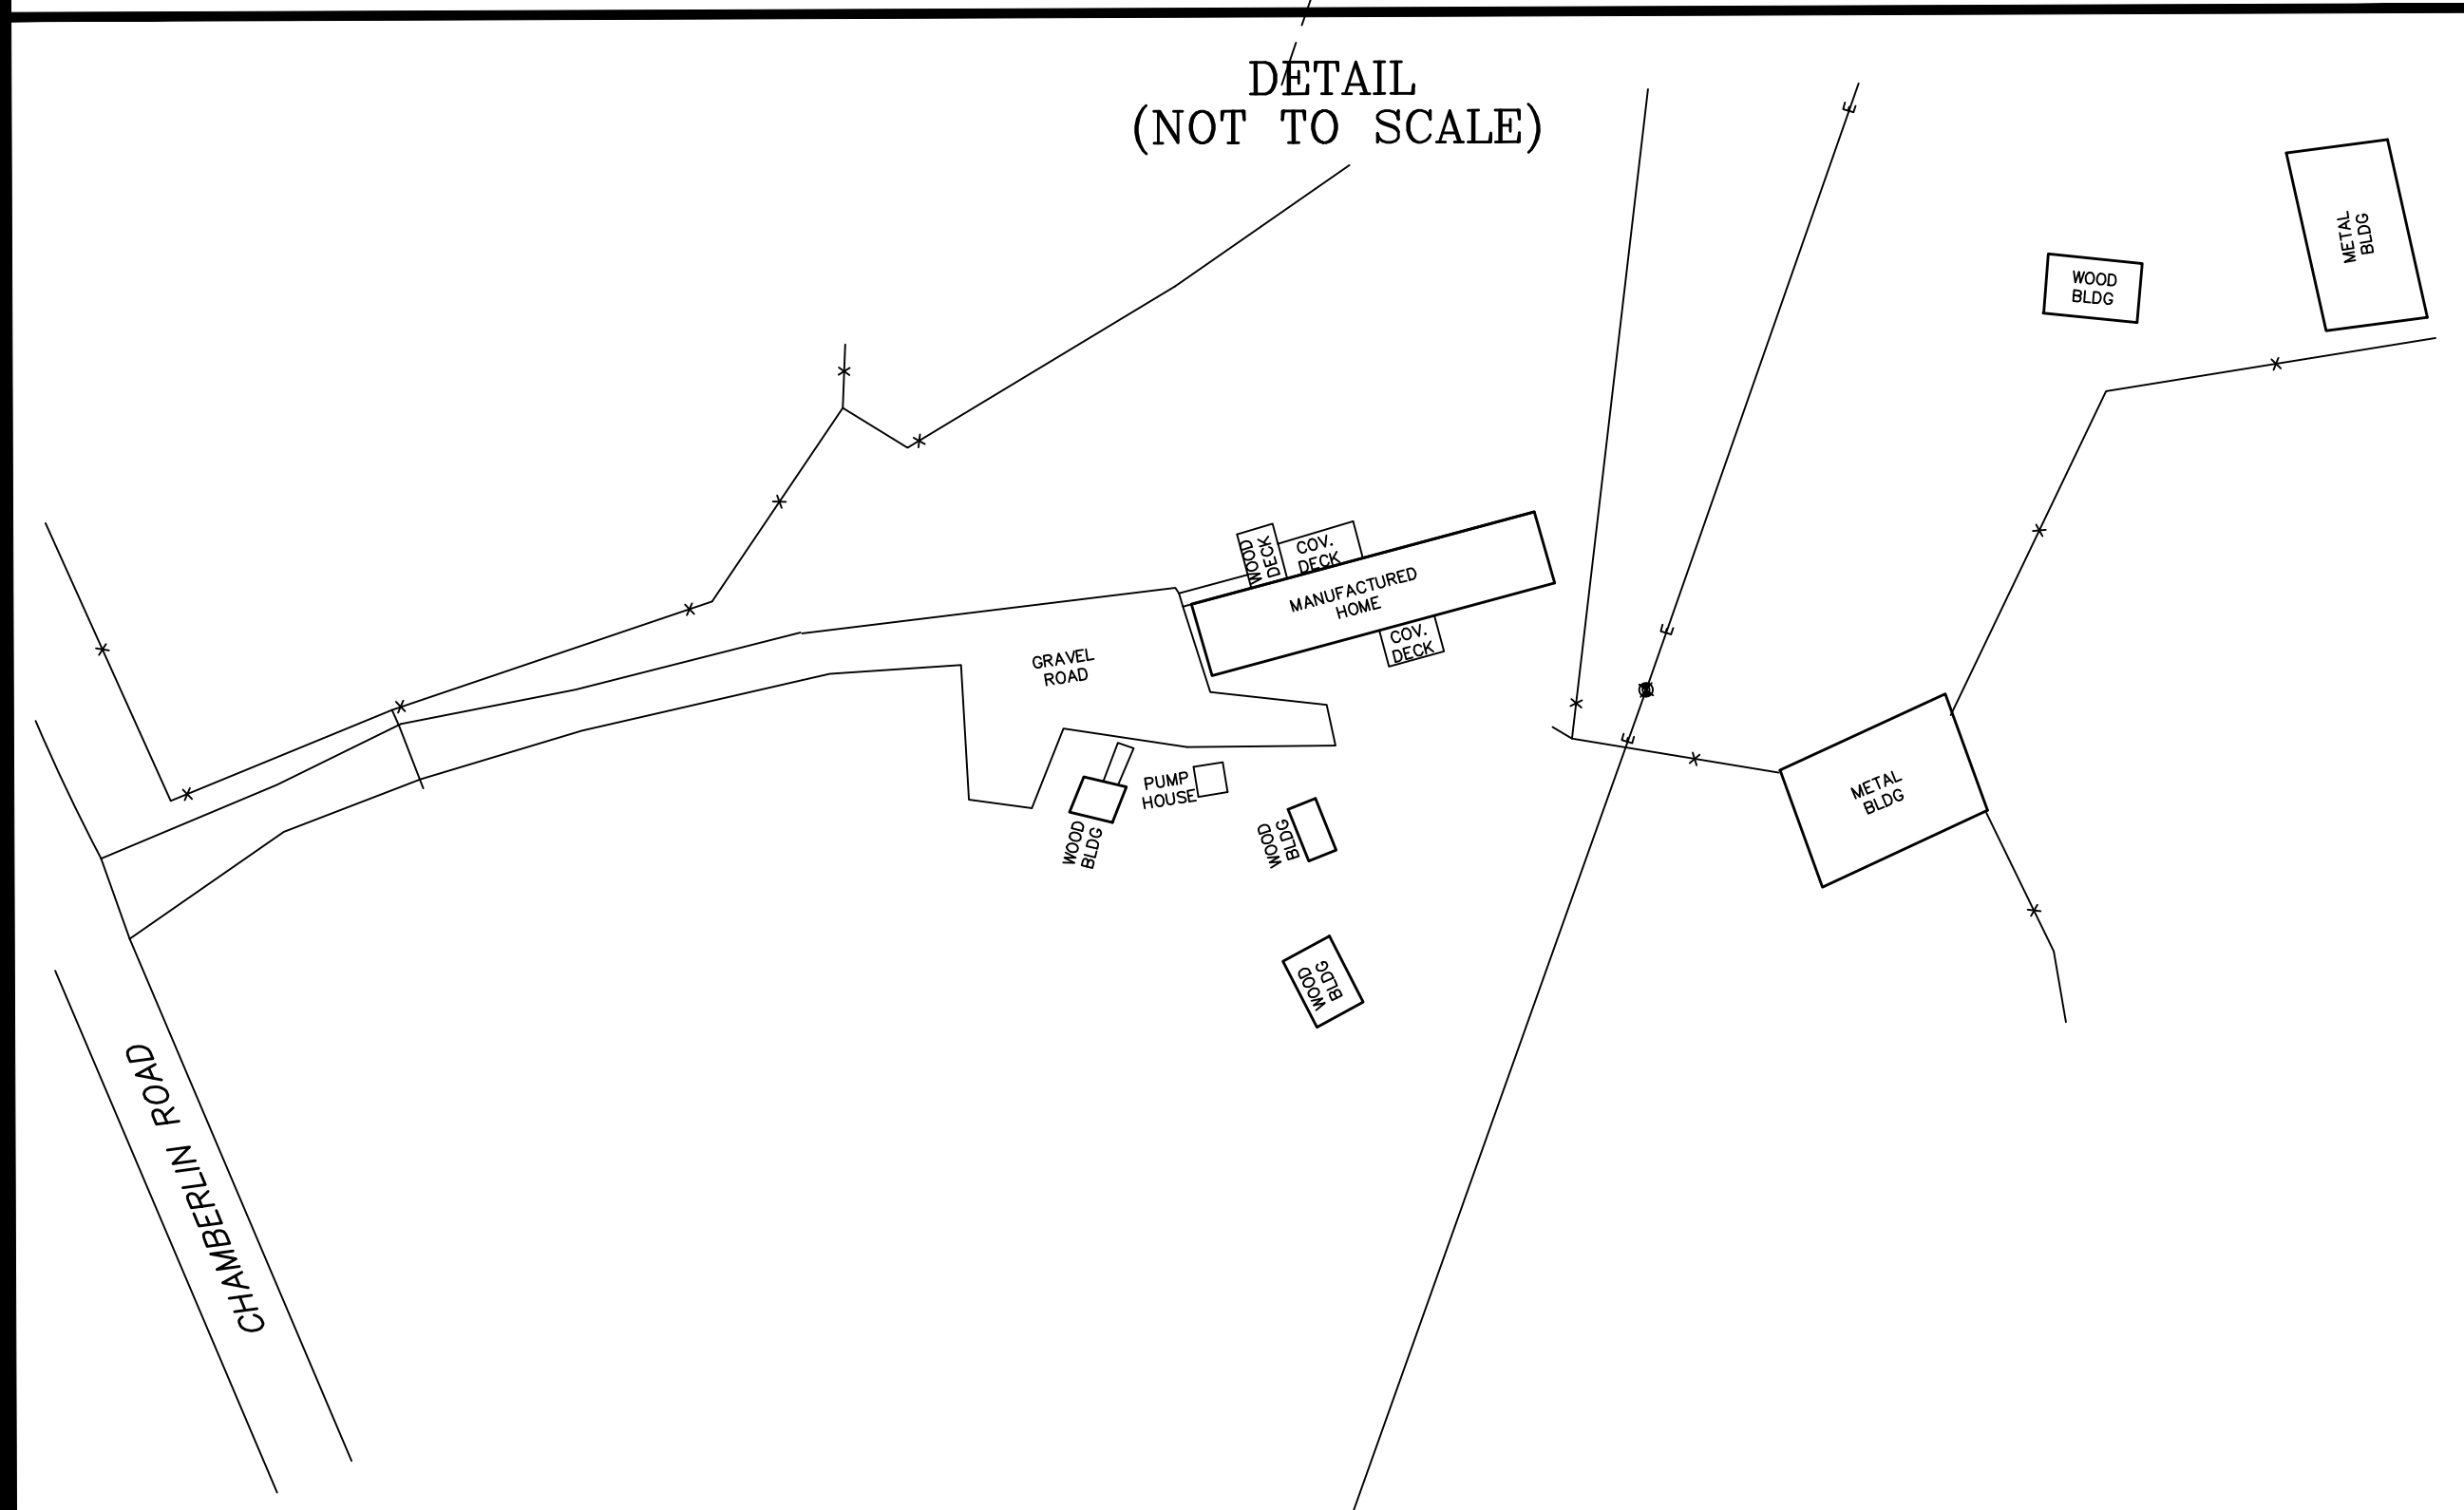 DETAIL
(NOT TO SCALE)
E
METAL
BLDG
WOOD
BLDG
WOOD
DECK
COV.
DECK
MANUFACTURED
HOME
COV.
DECK
E
GRAVEL
ROAD
E
PUMP
HOUSE
METAL
BLDG
WOOD
BLDG
WOOD
BLDG
WOOD
BLDG
CHAMBERLIN ROAD